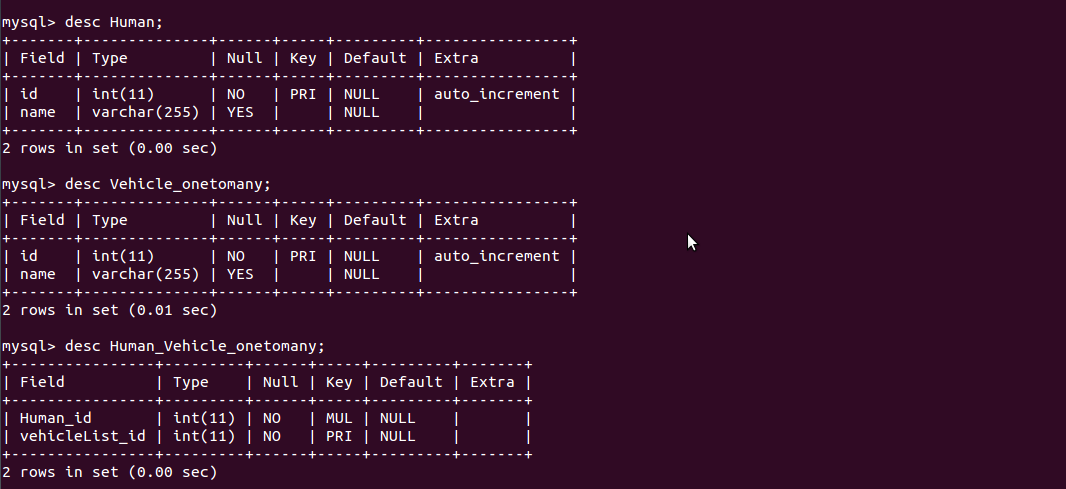 mysql> desc Human;
+-------+--------------+------+-----+---------+----------------+
| Field | Type         | Null | Key | Default | Extra          |
+-------+--------------+------+-----+---------+----------------+
| id    | int(11)      | NO   | PRI | NULL    | auto_increment |
| name  | varchar(255) | YES  |     | NULL    |                |
+-------+--------------+------+-----+---------+----------------+
2 rows in set (0.00 sec)
mysql> desc Vehicle_onetomany;
+-------+--------------+------+-----+---------+----------------+
| Field | Type         | Null | Key | Default | Extra          |
+-------+--------------+------+-----+---------+----------------+
| id    | int(11)      | NO   | PRI | NULL    | auto_increment |
| name  | varchar(255) | YES  |     | NULL    |                |
+-------+--------------+------+-----+---------+----------------+
2 rows in set (0.01 sec)
mysql> desc Human_Vehicle_onetomany;
+----------------+---------+------+-----+---------+-------+
| Field          | Type    | Null | Key | Default | Extra |
+----------------+---------+------+-----+---------+-------+
| Human_id       | int(11) | NO   | MUL | NULL    |       |
| vehicleList_id | int(11) | NO   | PRI | NULL    |       |
+----------------+---------+------+-----+---------+-------+
2 rows in set (0.00 sec)